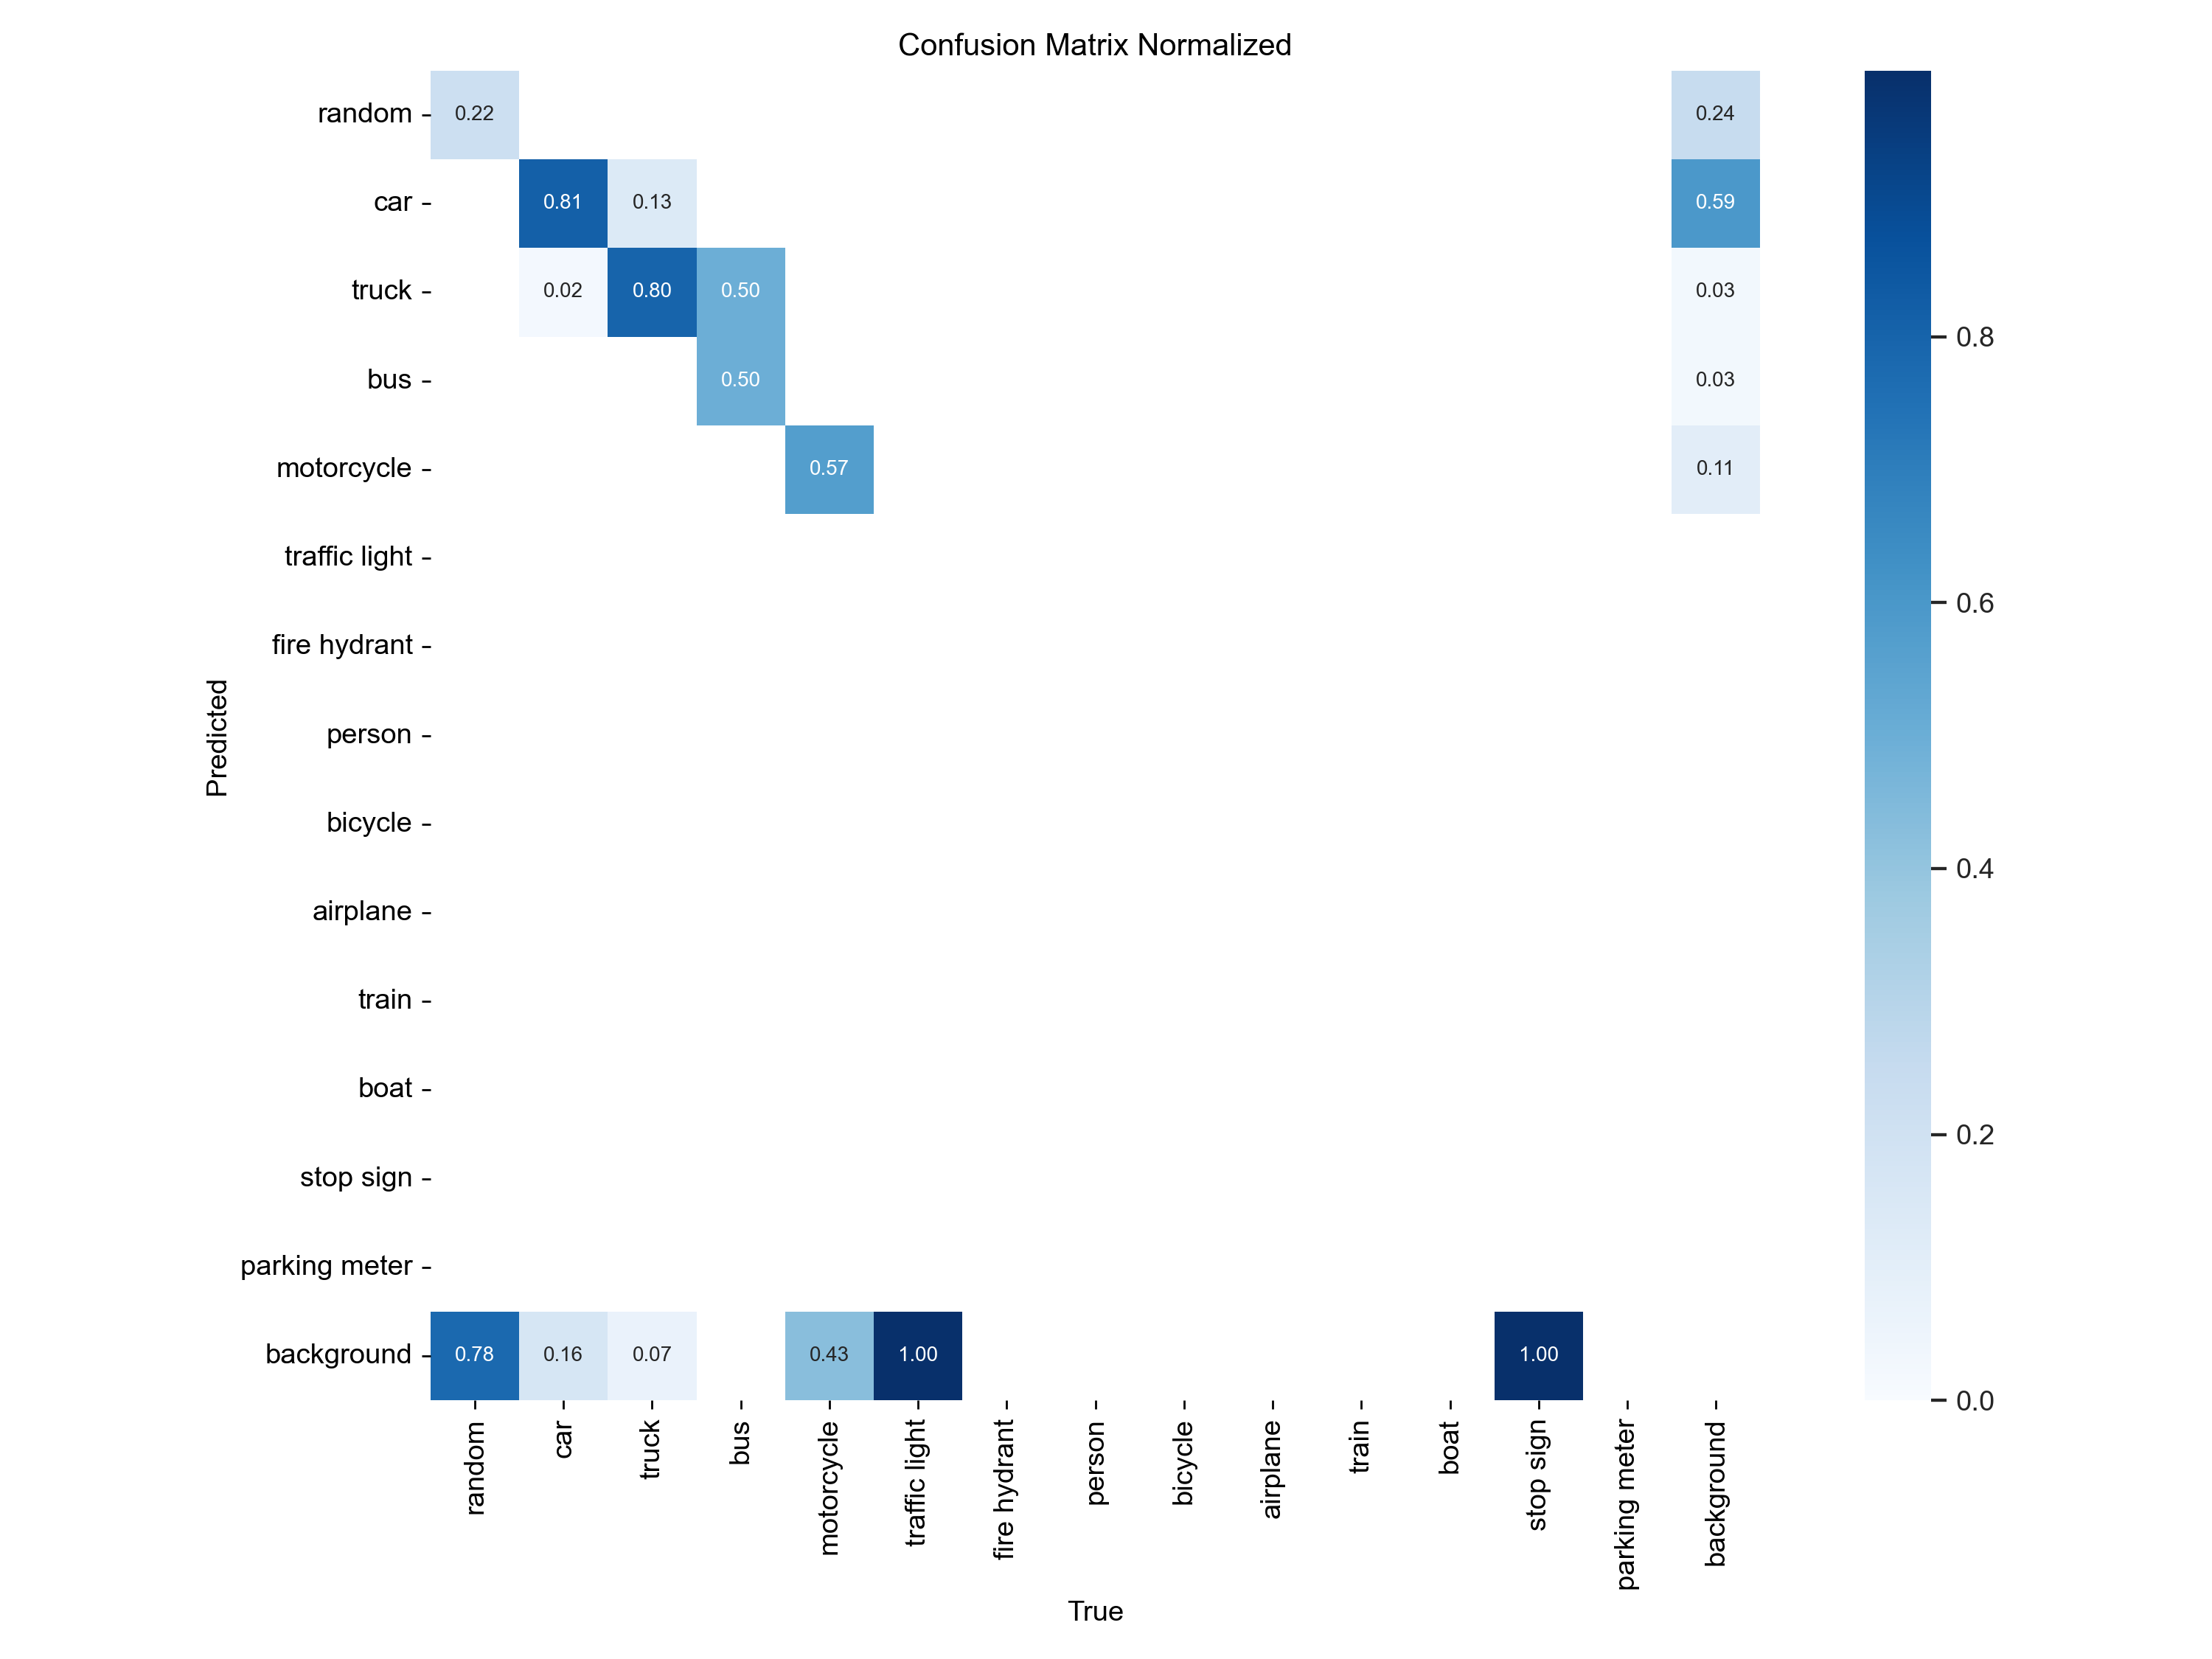 Confusion Matrix Normalized
random 0.22 0.24
car 0.81 0.13 0.59
truck 0.02 0.80 0.50 0.03
bus 0.50 0.03
motorcycle 0.57 0.11
traffic light
fire hydrant
person
bicycle
airplane
train
boat
stop sign
parking meter
background 0.78 0.16 0.07 0.43 1.00 1.00
Predicted
random
car
truck
bus
motorcycle
traffic light
fire hydrant
person
bicycle
airplane
train
boat
stop sign
parking meter
background
True
0.8
0.6
0.4
0.2
0.0